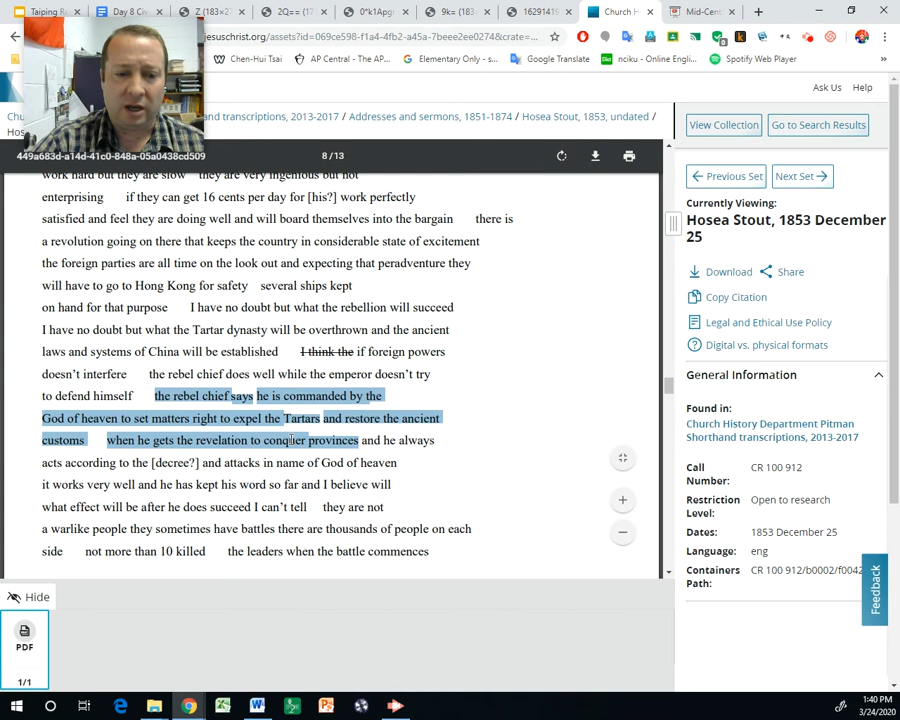 Taiping Re
Day 8 Civ
Z (183×27
2Q== (17
0*k1Apg
9k= (183
16291419
Church H
Mid-Cent
jesuschrist.org/assets?id=069ce598-f1a4-4fb2-a45a-7beee2ee0274&crate=...
Chen-Hui Tsai
AP Central - The AP...
Elementary Only - s...
Google Translate
nciku - Online Engli...
Spotify Web Player
Ask Us
Help
Chur
and transcriptions, 2013-2017 / Addresses and sermons, 1851-1874 / Hosea Stout, 1853, undated /
Hos
449a683d-a14d-41c0-848a-05a0438cd509
8 / 13
work hard but they are slow they are very ingenious but not
enterprising if they can get 16 cents per day for [his?] work perfectly
satisfied and feel they are doing well and will board themselves into the bargain there is
a revolution going on there that keeps the country in considerable state of excitement
the foreign parties are all time on the look out and expecting that peradventure they
will have to go to Hong Kong for safety several ships kept
on hand for that purpose I have no doubt but what the rebellion will succeed
I have no doubt but what the Tartar dynasty will be overthrown and the ancient
laws and systems of China will be established I think the if foreign powers
doesn't interfere the rebel chief does well while the emperor doesn't try
to defend himself the rebel chief says he is commanded by the
God of heaven to set matters right to expel the Tartars and restore the ancient
customs when he gets the revelation to conquer provinces and he always
acts according to the [decree?] and attacks in name of God of heaven
it works very well and he has kept his word so far and I believe will
what effect will be after he does succeed I can't tell they are not
a warlike people they sometimes have battles there are thousands of people on each
side not more than 10 killed the leaders when the battle commences
View Collection
Go to Search Results
Previous Set
Next Set
Currently Viewing:
Hosea Stout, 1853 December
25
Download
Share
Copy Citation
Legal and Ethical Use Policy
Digital vs. physical formats
General Information
Found in:
Church History Department Pitman
Shorthand transcriptions, 2013-2017
Call
Number:
CR 100 912
Restriction
Level:
Open to research
Dates:
1853 December 25
Language:
eng
Containers
Path:
CR 100 912/b0002/f0042
Feedback
Hide
PDF
1/1
1:40 PM
3/24/2020